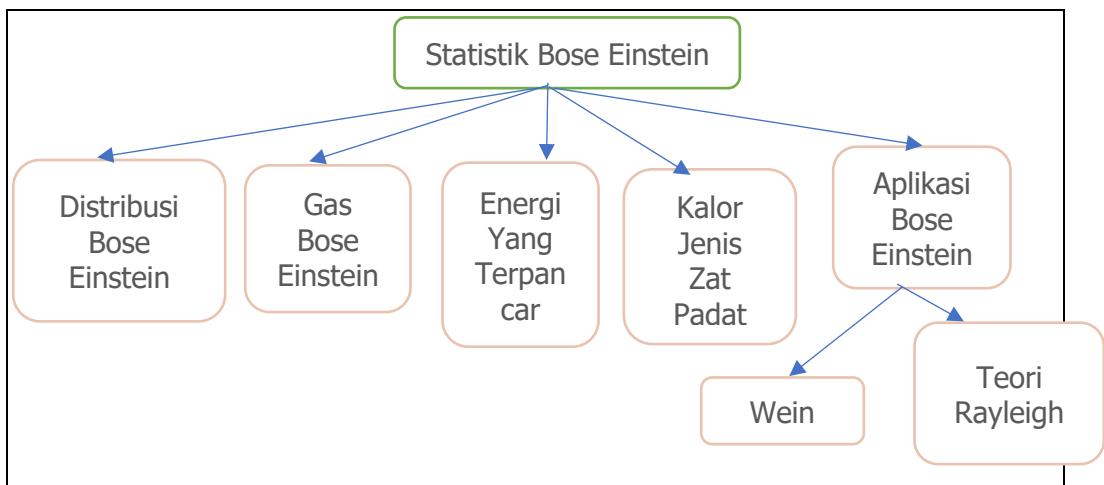 Statistik Bose Einstein
Distribusi
Bose
Einstein
Gas
Bose
Einstein
Energi
Yang
Terpan
car
Kalor
Jenis
Zat
Padat
Aplikasi
Bose
Einstein
Wein
Teori
Rayleigh